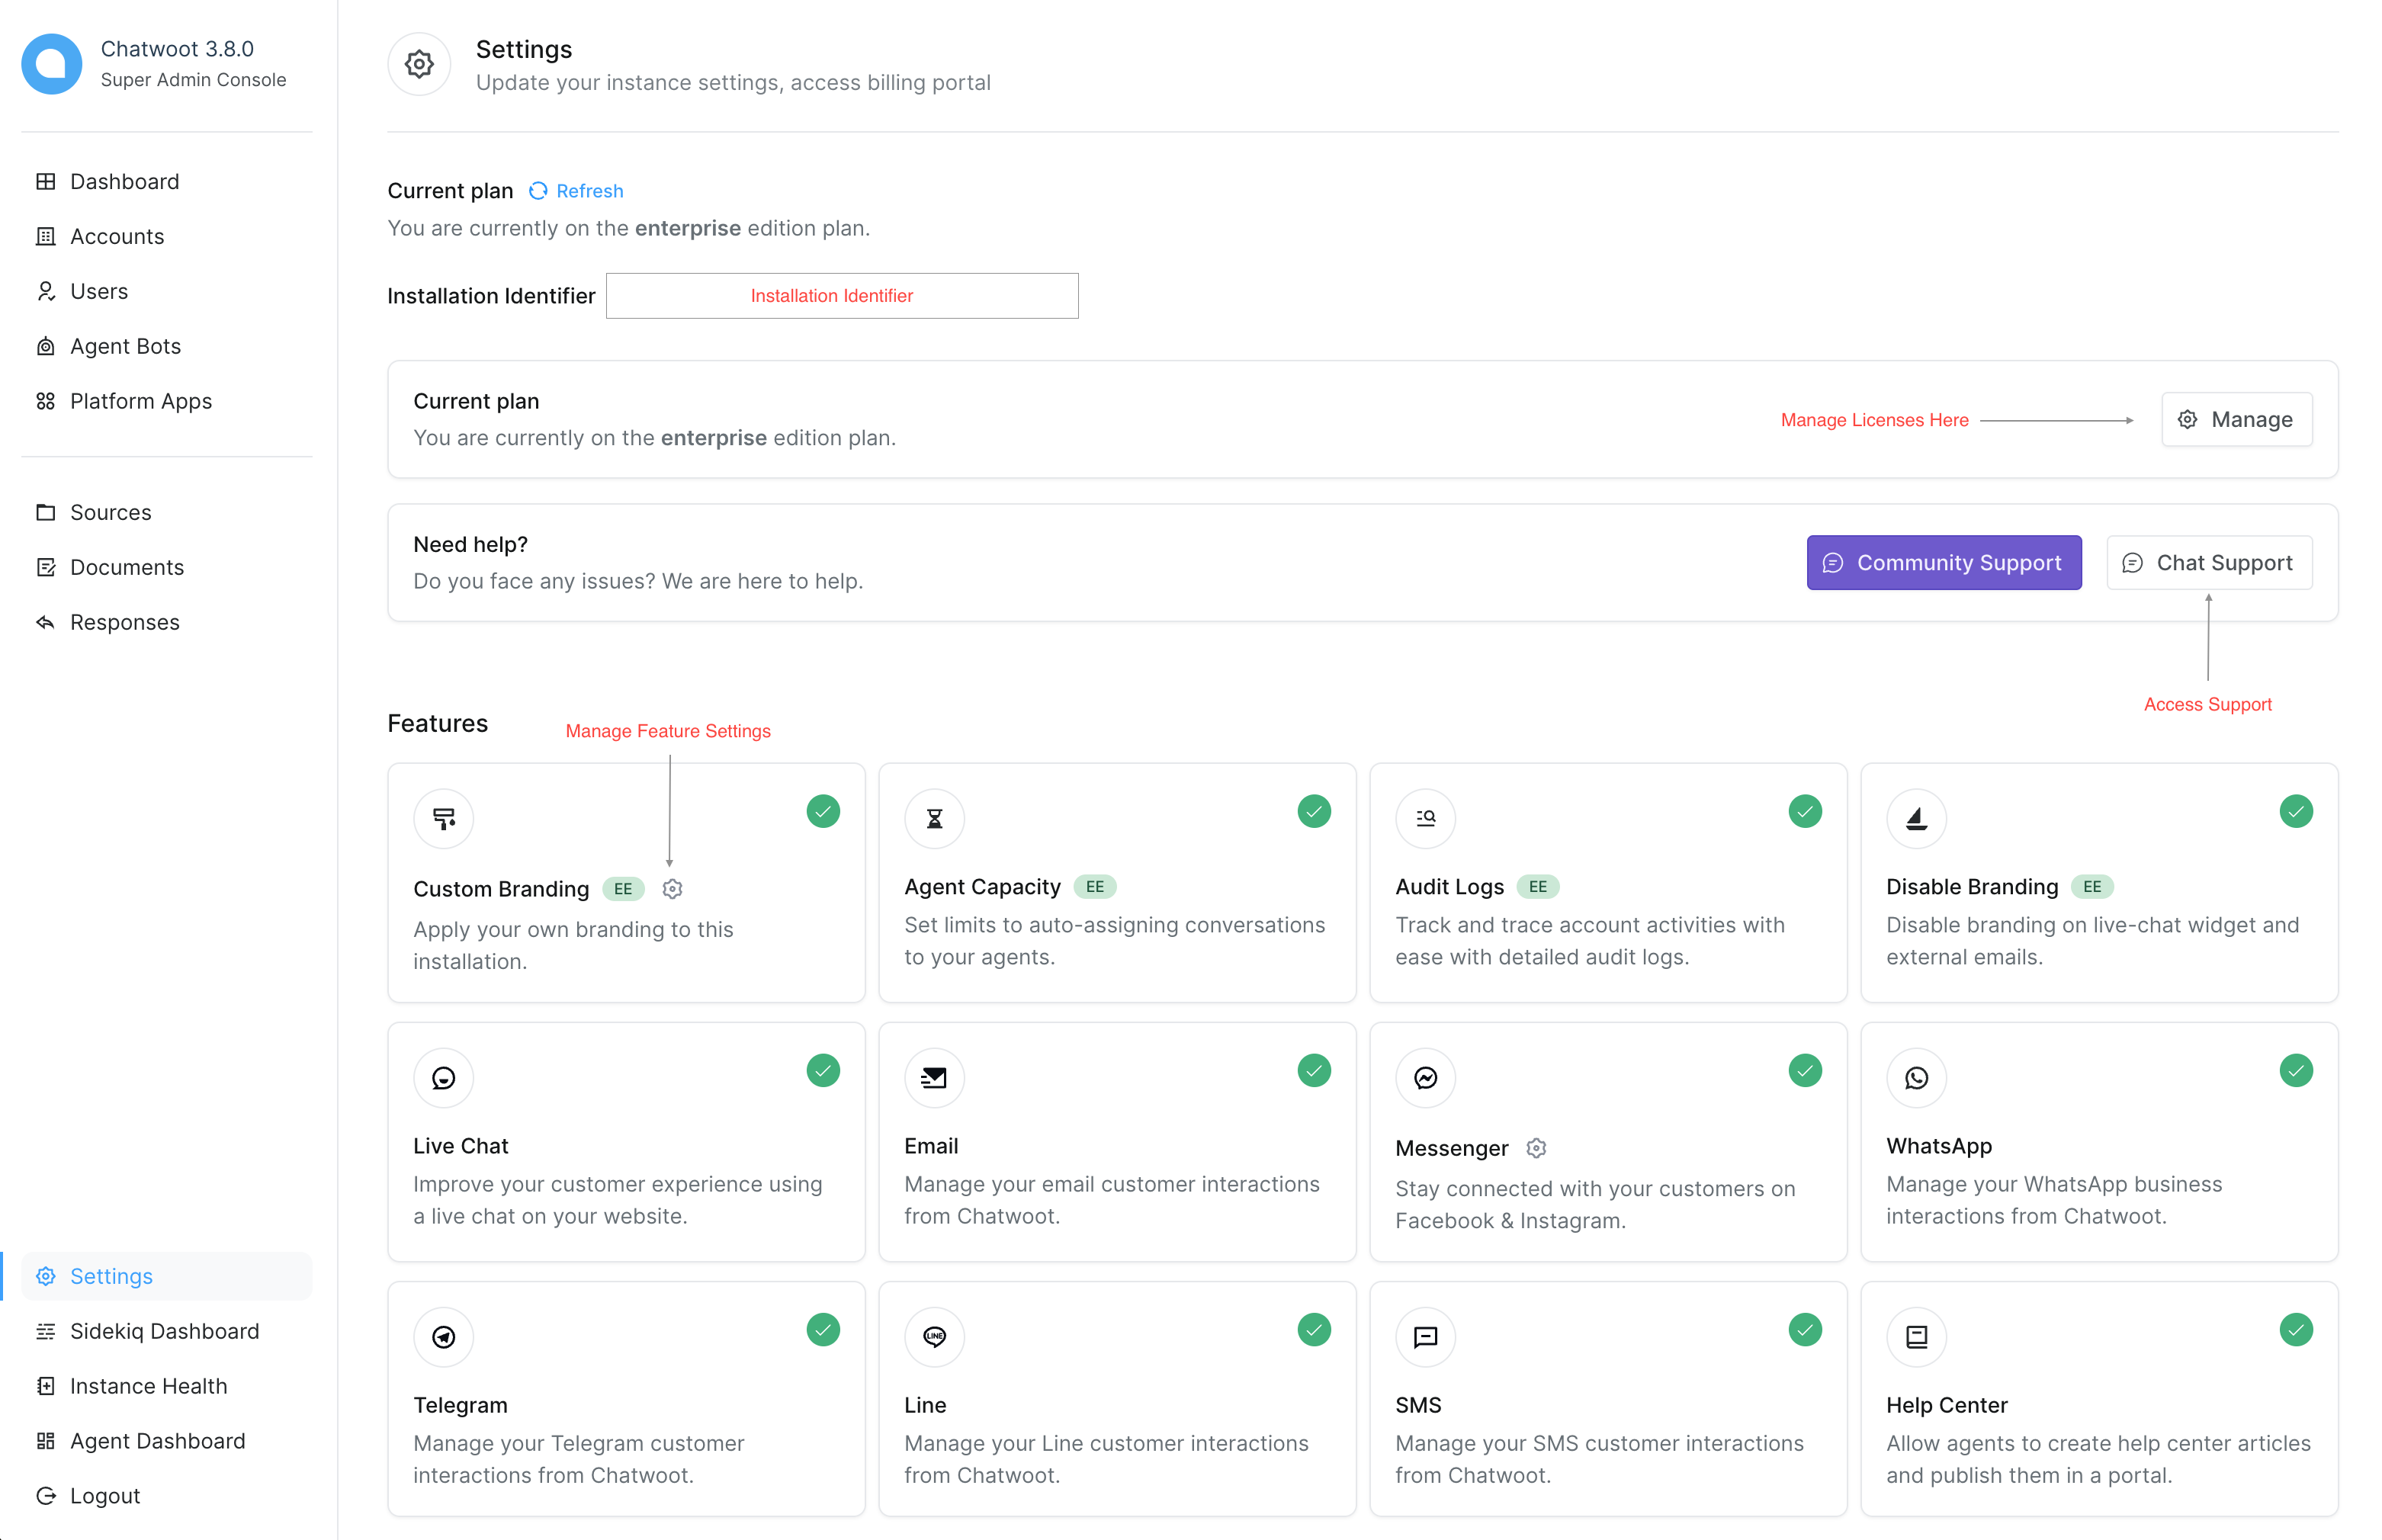 Chatwoot 3.8.0
Super Admin Console
Dashboard
Accounts
Users
Agent Bots
Platform Apps
Sources
Documents
Responses
Settings
Sidekiq Dashboard
Instance Health
Agent Dashboard
Logout
Settings
Update your instance settings, access billing portal
Current plan Refresh
You are currently on the enterprise edition plan.
Installation Identifier Installation Identifier
Current plan
You are currently on the enterprise edition plan.
Manage Licenses Here Manage
Need help?
Do you face any issues? We are here to help.
Community Support Chat Support
Access Support
Features
Manage Feature Settings
Custom Branding EE
Apply your own branding to this
installation.
Agent Capacity EE
Set limits to auto-assigning conversations
to your agents.
Audit Logs EE
Track and trace account activities with
ease with detailed audit logs.
Disable Branding EE
Disable branding on live-chat widget and
external emails.
Live Chat
Improve your customer experience using
a live chat on your website.
Email
Manage your email customer interactions
from Chatwoot.
Messenger
Stay connected with your customers on
Facebook & Instagram.
WhatsApp
Manage your WhatsApp business
interactions from Chatwoot.
Telegram
Manage your Telegram customer
interactions from Chatwoot.
LINE
Line
Manage your Line customer interactions
from Chatwoot.
SMS
Manage your SMS customer interactions
from Chatwoot.
Help Center
Allow agents to create help center articles
and publish them in a portal.